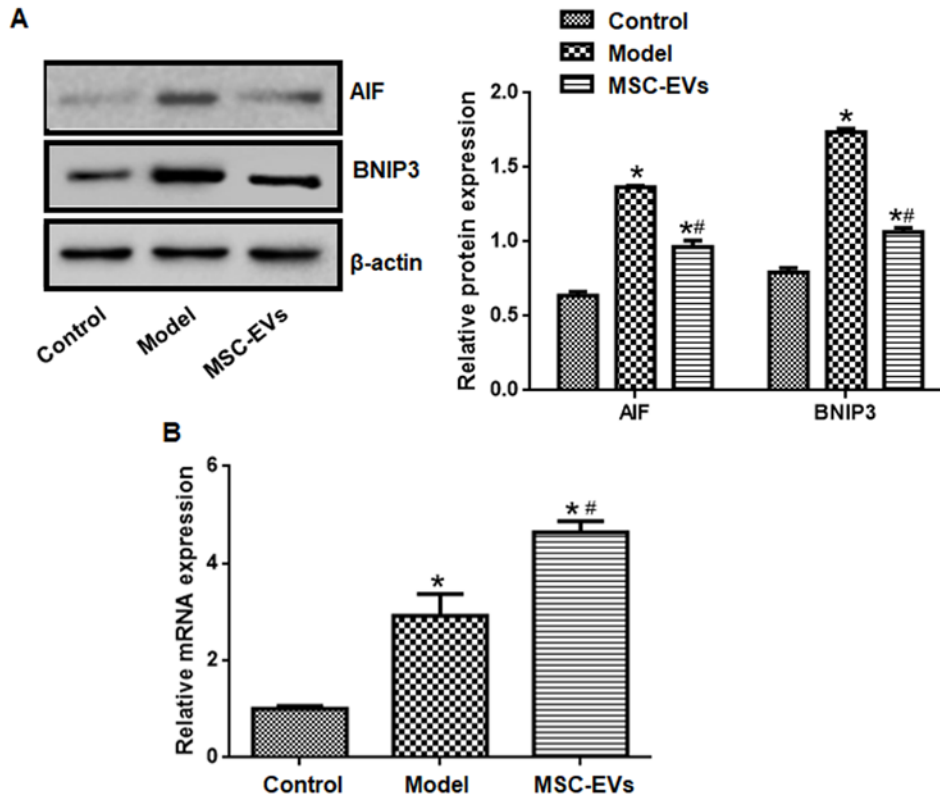 A
AIF
BNIP3
β-actin
Control
Model
MSC-EVs
Control
Model
MSC-EVs
Relative protein expression
2.0
1.5
1.0
0.5
0.0
*
*#
*
*#
AIF
BNIP3
B
Relative mRNA expression
6
4
2
0
*
* #
Control
Model
MSC-EVs